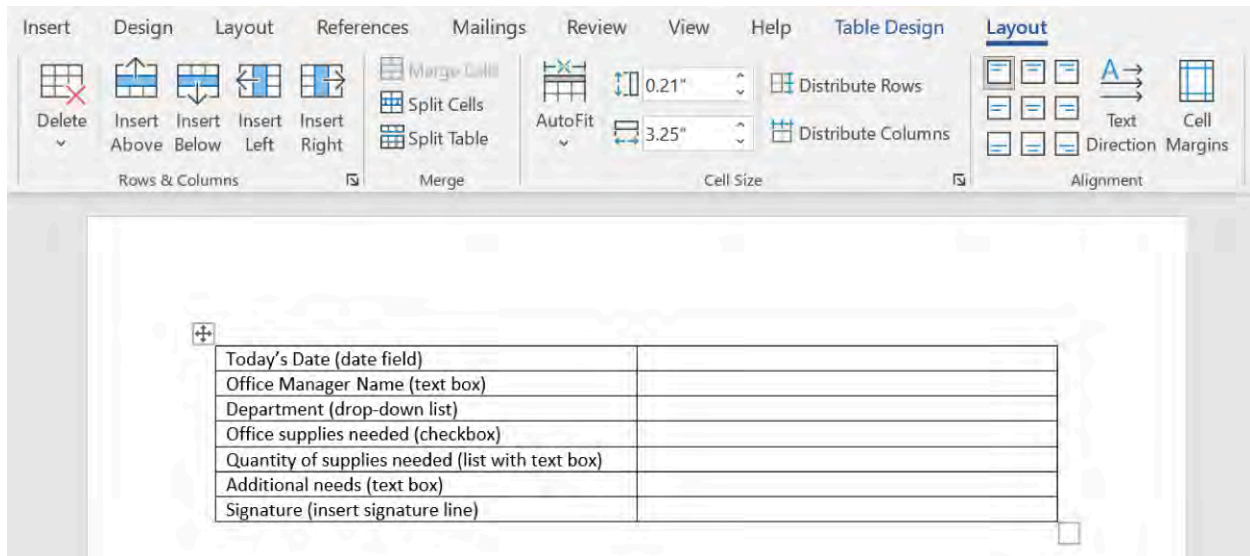 Insert Design Layout References Mailings Review View Help Table Design Layout
Delete
Insert Above
Insert Below
Insert Left
Insert Right
Rows & Columns
Merge Cells
Split Cells
Split Table
Merge
AutoFit
0.21"
3.25"
Distribute Rows
Distribute Columns
Cell Size
Text Direction
Cell Margins
Alignment
Today's Date (date field)
Office Manager Name (text box)
Department (drop-down list)
Office supplies needed (checkbox)
Quantity of supplies needed (list with text box)
Additional needs (text box)
Signature (insert signature line)